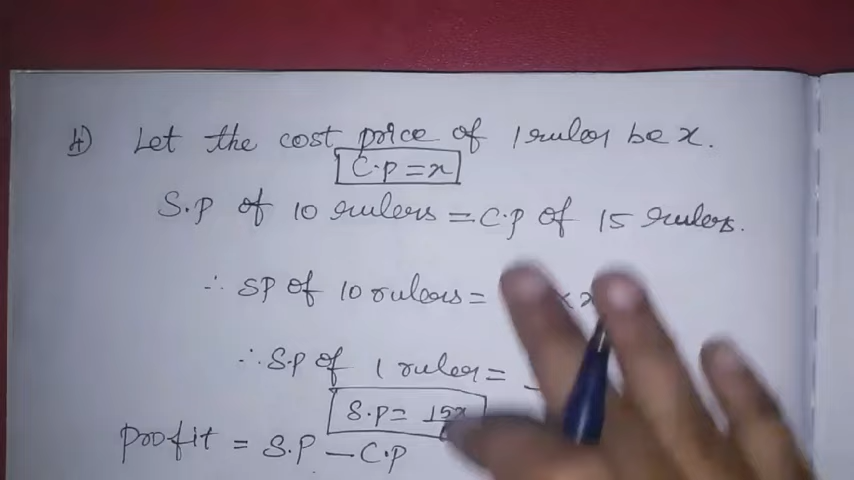 4) Let the cost price of 1 ruler be x.
C.P = x
S.P of 10 rulers = C.P of 15 rulers.
∴ SP of 10 rulers = × x
∴ S.P of 1 ruler =
S.P = 15x
Profit = S.P — C.P